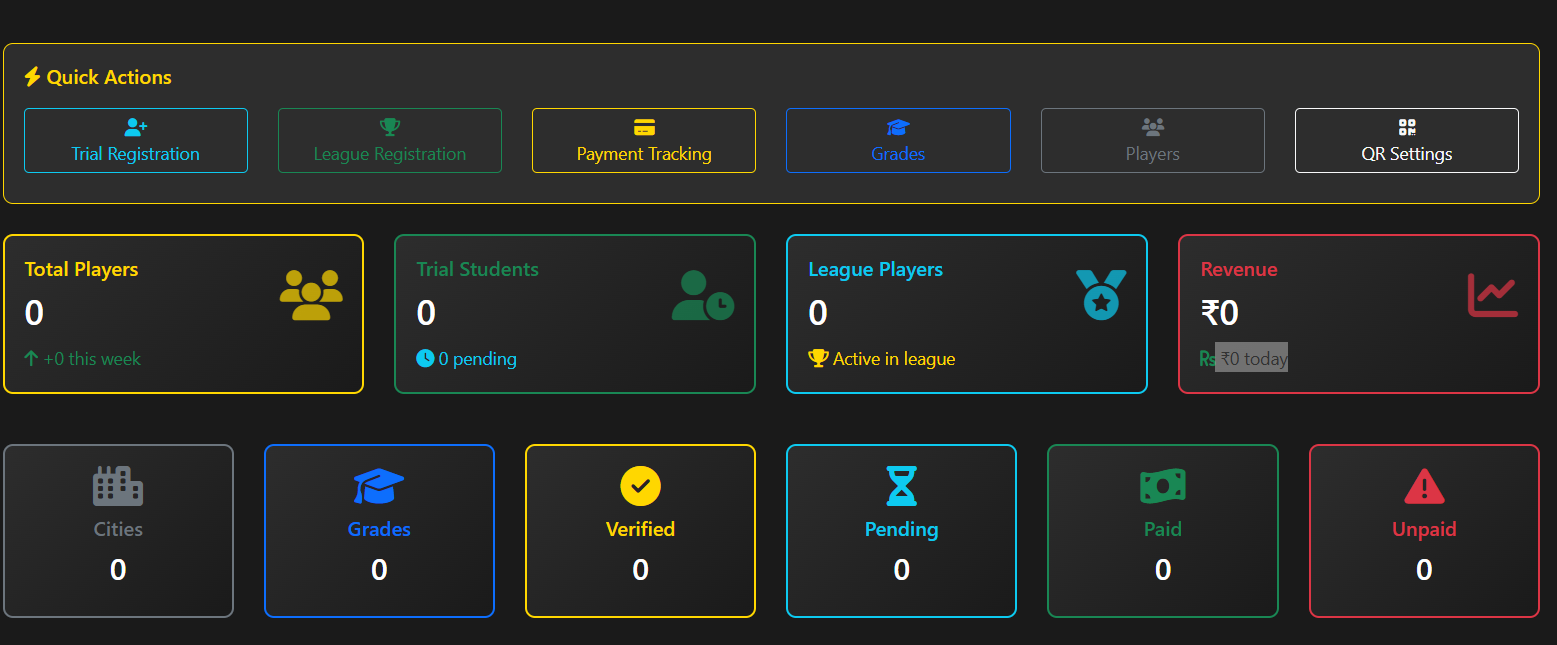 Quick Actions
Trial Registration
League Registration
Payment Tracking
Grades
Players
QR Settings
Total Players
0
+0 this week
Trial Students
0
0 pending
League Players
0
Active in league
Revenue
₹0
₨ ₹0 today
Cities
0
Grades
0
Verified
0
Pending
0
Paid
0
Unpaid
0